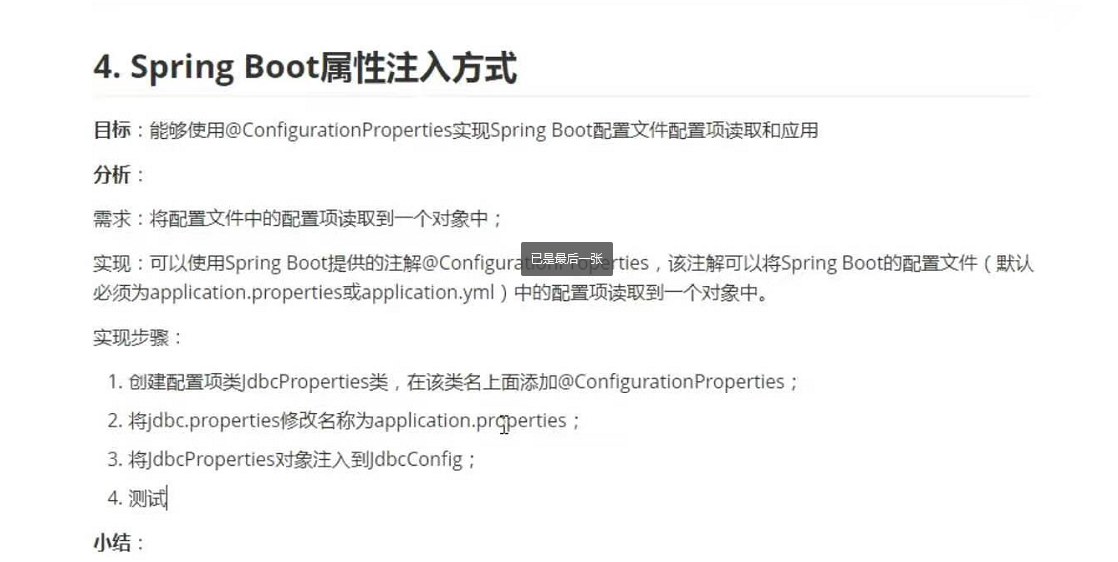 4. Spring Boot属性注入方式
目标：能够使用@ConfigurationProperties实现Spring Boot配置文件配置项读取和应用
分析：
需求：将配置文件中的配置项读取到一个对象中；
实现：可以使用Spring Boot提供的注解@ConfigurationProperties，该注解可以将Spring Boot的配置文件（默认
已是最后一张
必须为application.properties或application.yml）中的配置项读取到一个对象中。
实现步骤：
1. 创建配置项类JdbcProperties类，在该类名上面添加@ConfigurationProperties；
2. 将jdbc.properties修改名称为application.properties；
3. 将JdbcProperties对象注入到JdbcConfig；
4. 测试
小结：